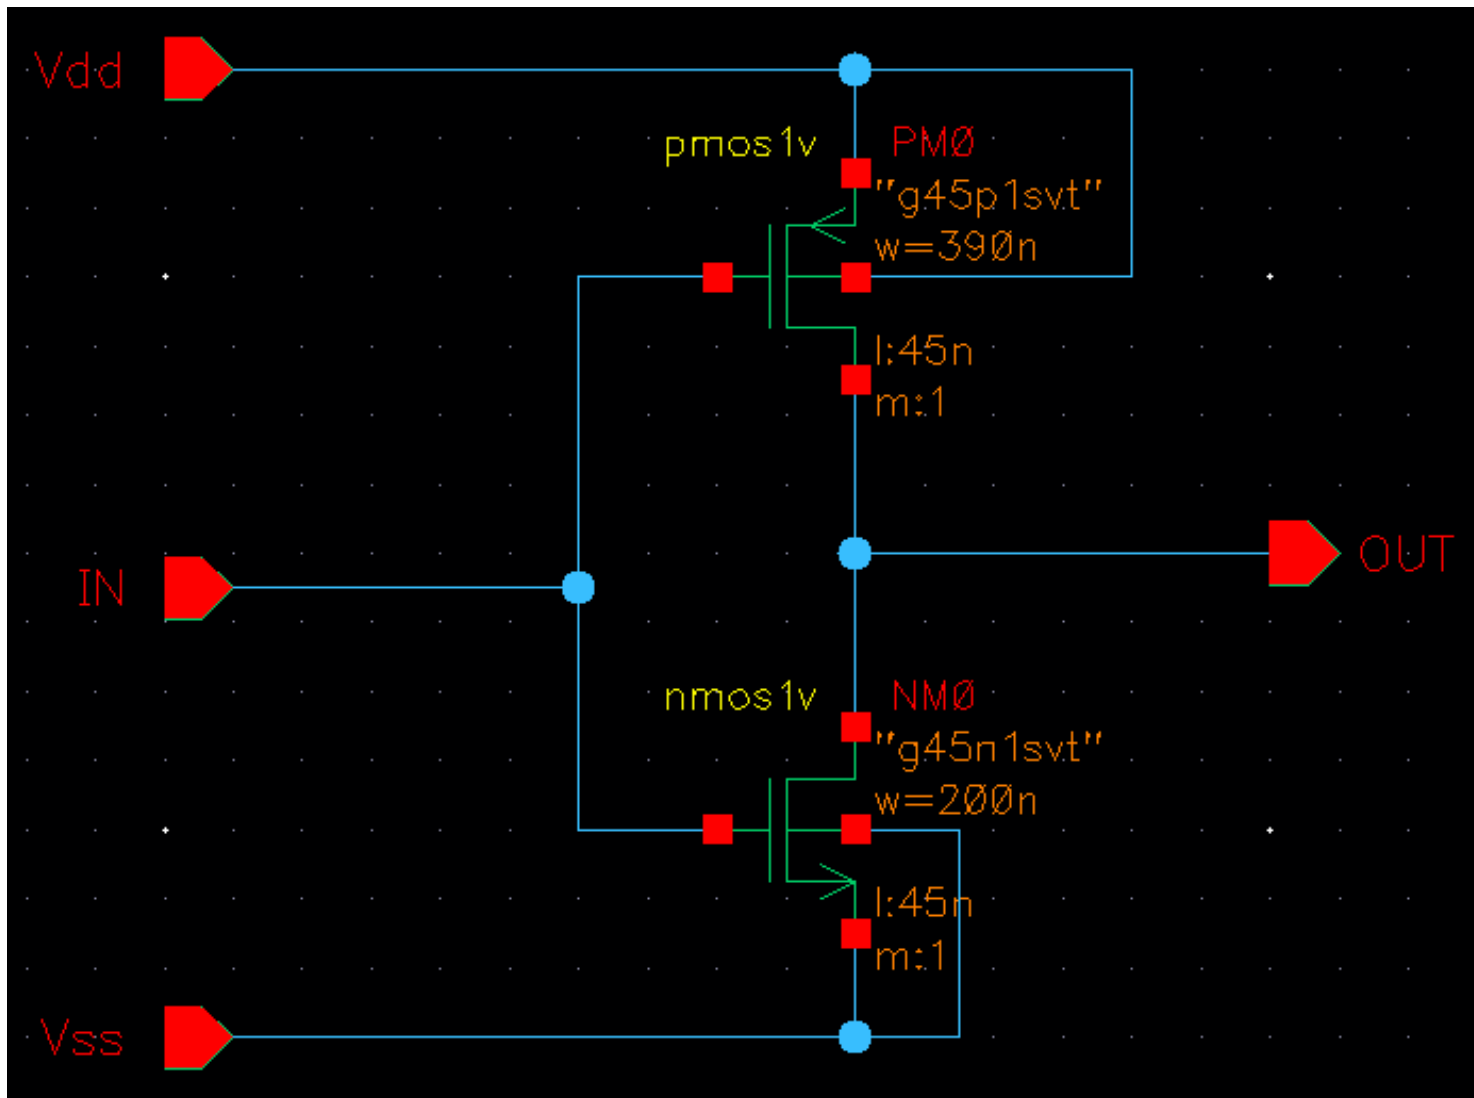 Vdd
pmos1v PM0
"g45p1svt"
w=390n
l:45n
m:1
OUT
IN
nmos1v NM0
"g45n1svt"
w=200n
l:45n
m:1
Vss